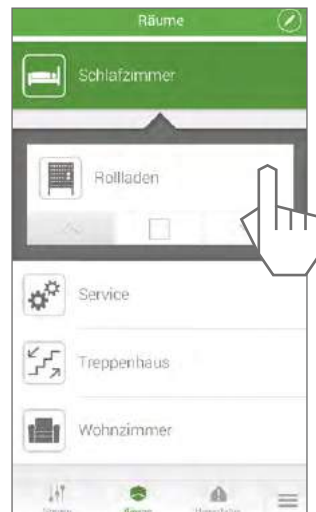 Räume
Schlafzimmer
Rollladen
Service
Treppenhaus
Wohnzimmer